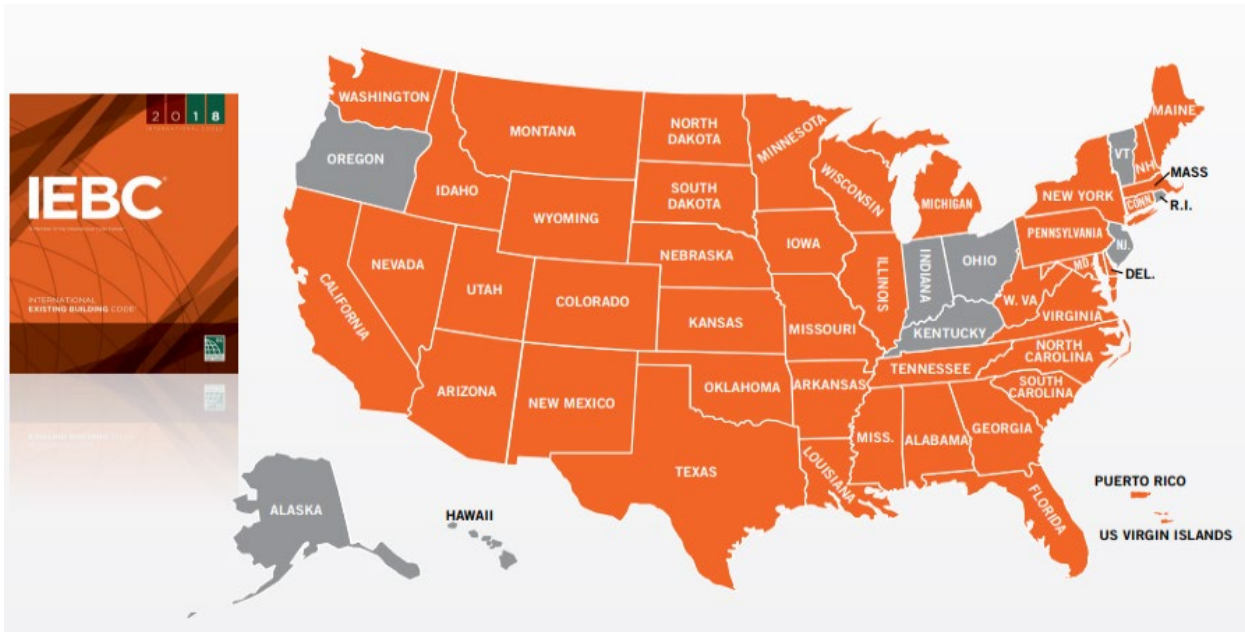 2018
INTERNATIONAL CODES
IEBC
INTERNATIONAL
EXISTING BUILDING CODE
WASHINGTON
OREGON
CALIFORNIA
NEVADA
IDAHO
MONTANA
WYOMING
UTAH
COLORADO
ARIZONA
NEW MEXICO
NORTH
DAKOTA
SOUTH
DAKOTA
NEBRASKA
KANSAS
OKLAHOMA
TEXAS
MINNESOTA
IOWA
MISSOURI
ARKANSAS
LOUISIANA
WISCONSIN
ILLINOIS
MICHIGAN
INDIANA
OHIO
KENTUCKY
TENNESSEE
MISS.
ALABAMA
GEORGIA
FLORIDA
SOUTH
CAROLINA
NORTH
CAROLINA
VIRGINIA
W. VA
MD.
DEL.
PENNSYLVANIA
NJ.
NEW YORK
CONN.
R.I.
MASS
VT
NH
MAINE
ALASKA
HAWAII
PUERTO RICO
US VIRGIN ISLANDS